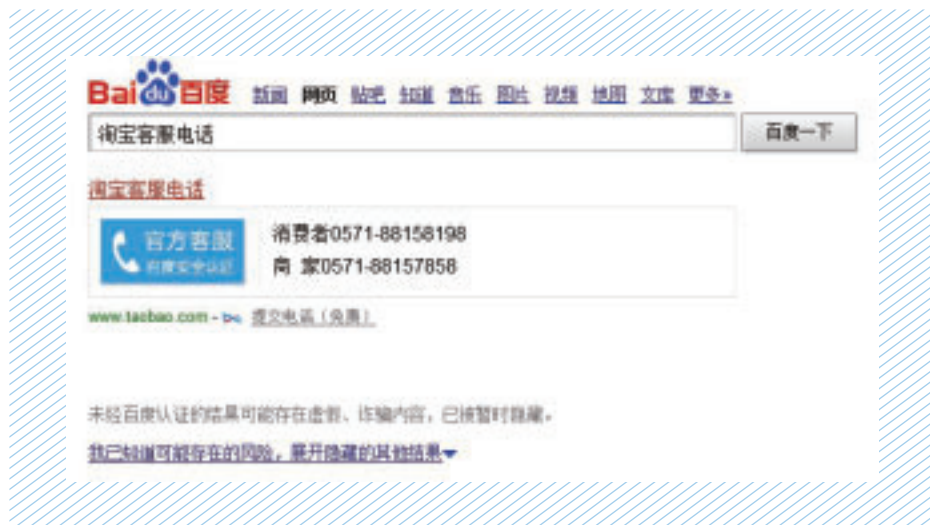 Bai du 百度 新闻 网页 贴吧 知道 音乐 图片 视频 地图 文库 更多»
淘宝客服电话 百度一下
淘宝客服电话
官方客服 消费者0571-88158198
百度安全认证 商 家0571-88157858
www.taobao.com - 提交电话(免费)
未经百度认证的结果可能存在虚假、诈骗内容,已被暂时隐藏。
我已知道可能存在的风险,展开隐藏的其他结果